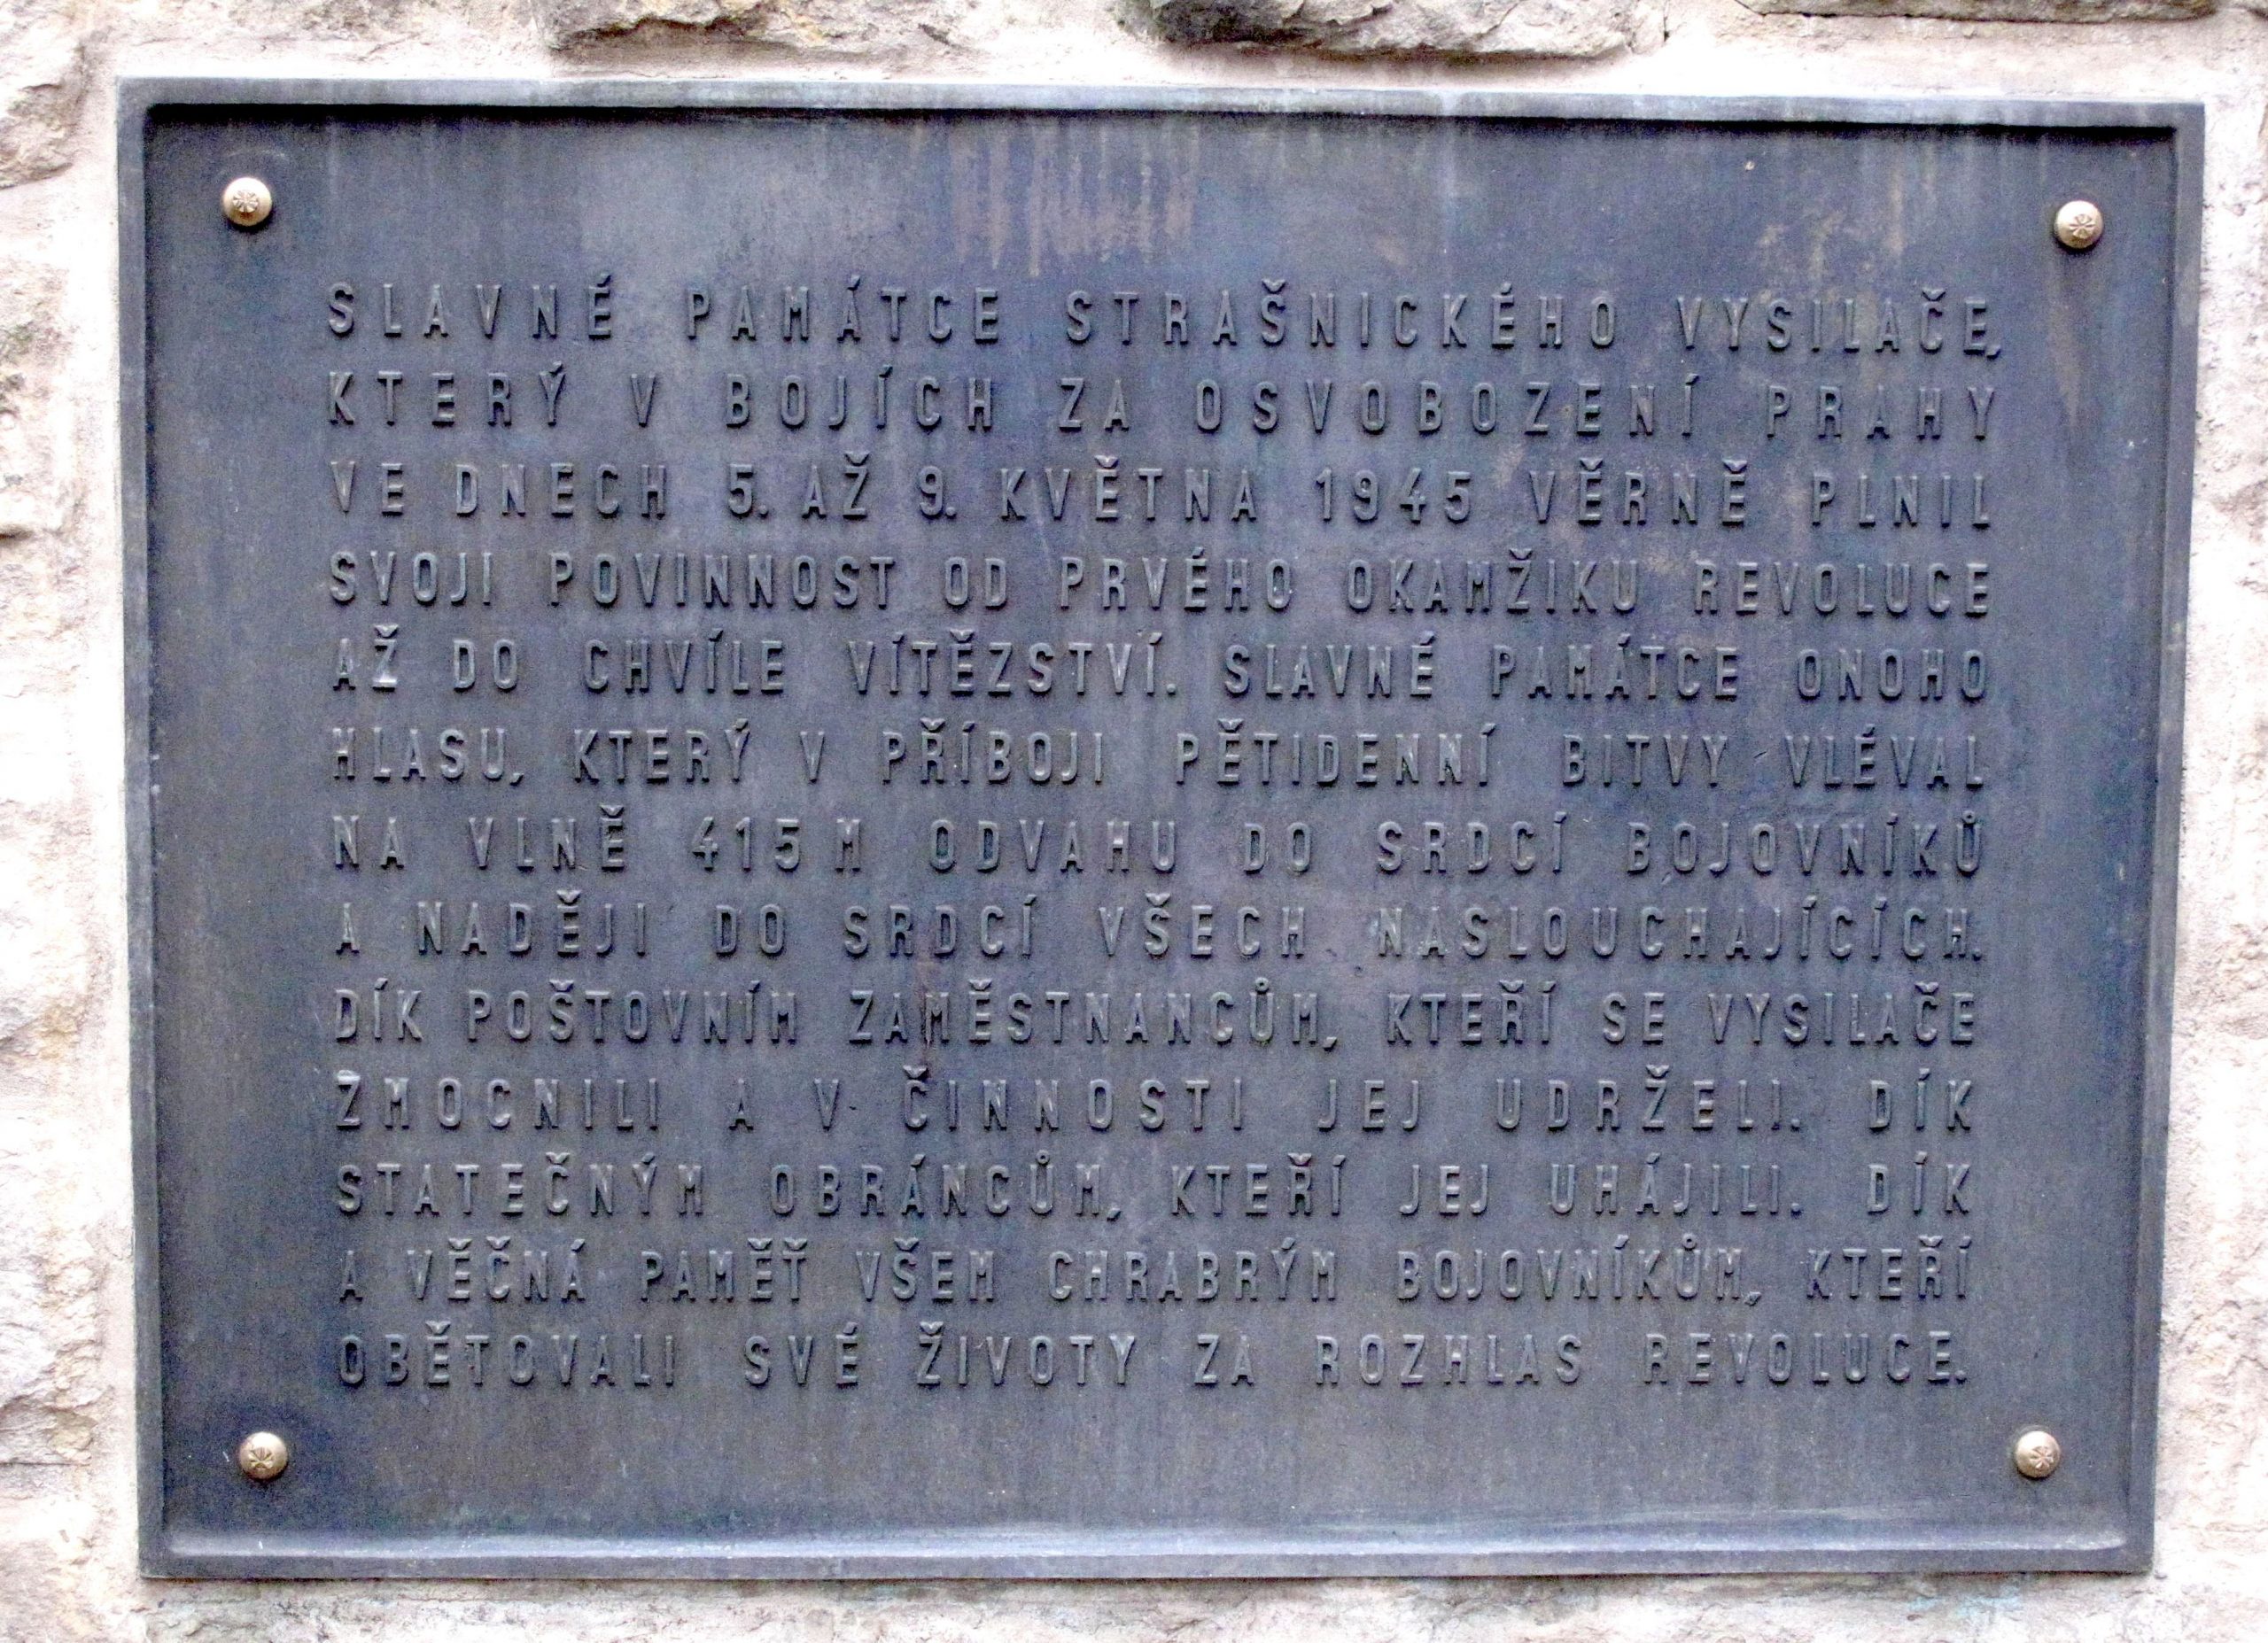 SLAVNÉ PAMÁTCE STRAŠNICKÉHO VYSILAČE,
KTERÝ V BOJÍCH ZA OSVOBOZENÍ PRAHY
VE DNECH 5. AŽ 9. KVĚTNA 1945 VĚRNĚ PLNIL
SVOJI POVINNOST OD PRVÉHO OKAMŽIKU REVOLUCE
AŽ DO CHVÍLE VÍTĚZSTVÍ. SLAVNÉ PAMÁTCE ONOHO
HLASU, KTERÝ V PŘÍBOJI PĚTIDENNÍ BITVY VLÉVAL
NA VLNĚ 415 M ODVAHU DO SRDCÍ BOJOVNÍKŮ
A NADĚJI DO SRDCÍ VŠECH NASLOUCHAJÍCÍCH.
DÍK POŠTOVNÍM ZAMĚSTNANCŮM, KTEŘÍ SE VYSILAČE
ZMOCNILI A V ČINNOSTI JEJ UDRŽELI. DÍK
STATEČNÝM OBRÁNCŮM, KTEŘÍ JEJ UHÁJILI. DÍK
A VĚČNÁ PAMĚŤ VŠEM CHRABRÝM BOJOVNÍKŮM, KTEŘÍ
OBĚTOVALI SVÉ ŽIVOTY ZA ROZHLAS REVOLUCE.